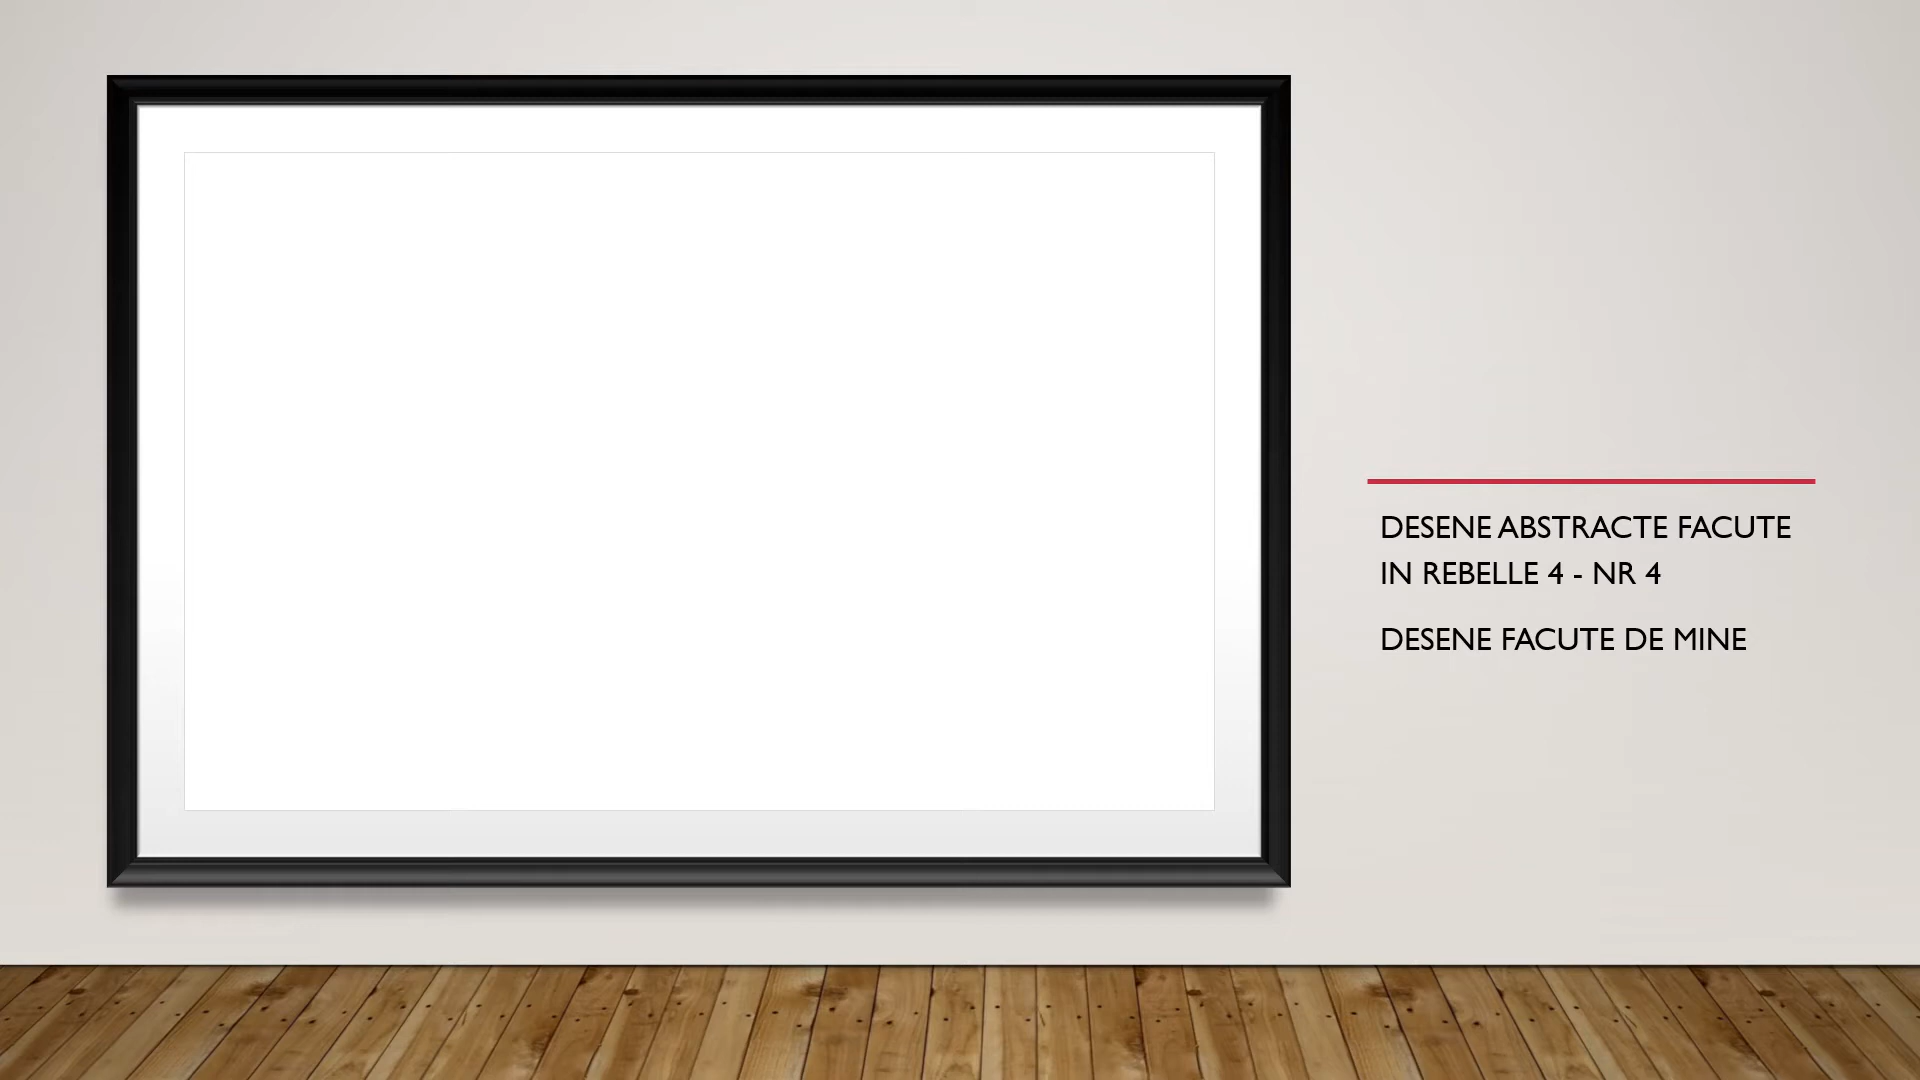 DESENE ABSTRACTE FACUTE
IN REBELLE 4 - NR 4
DESENE FACUTE DE MINE